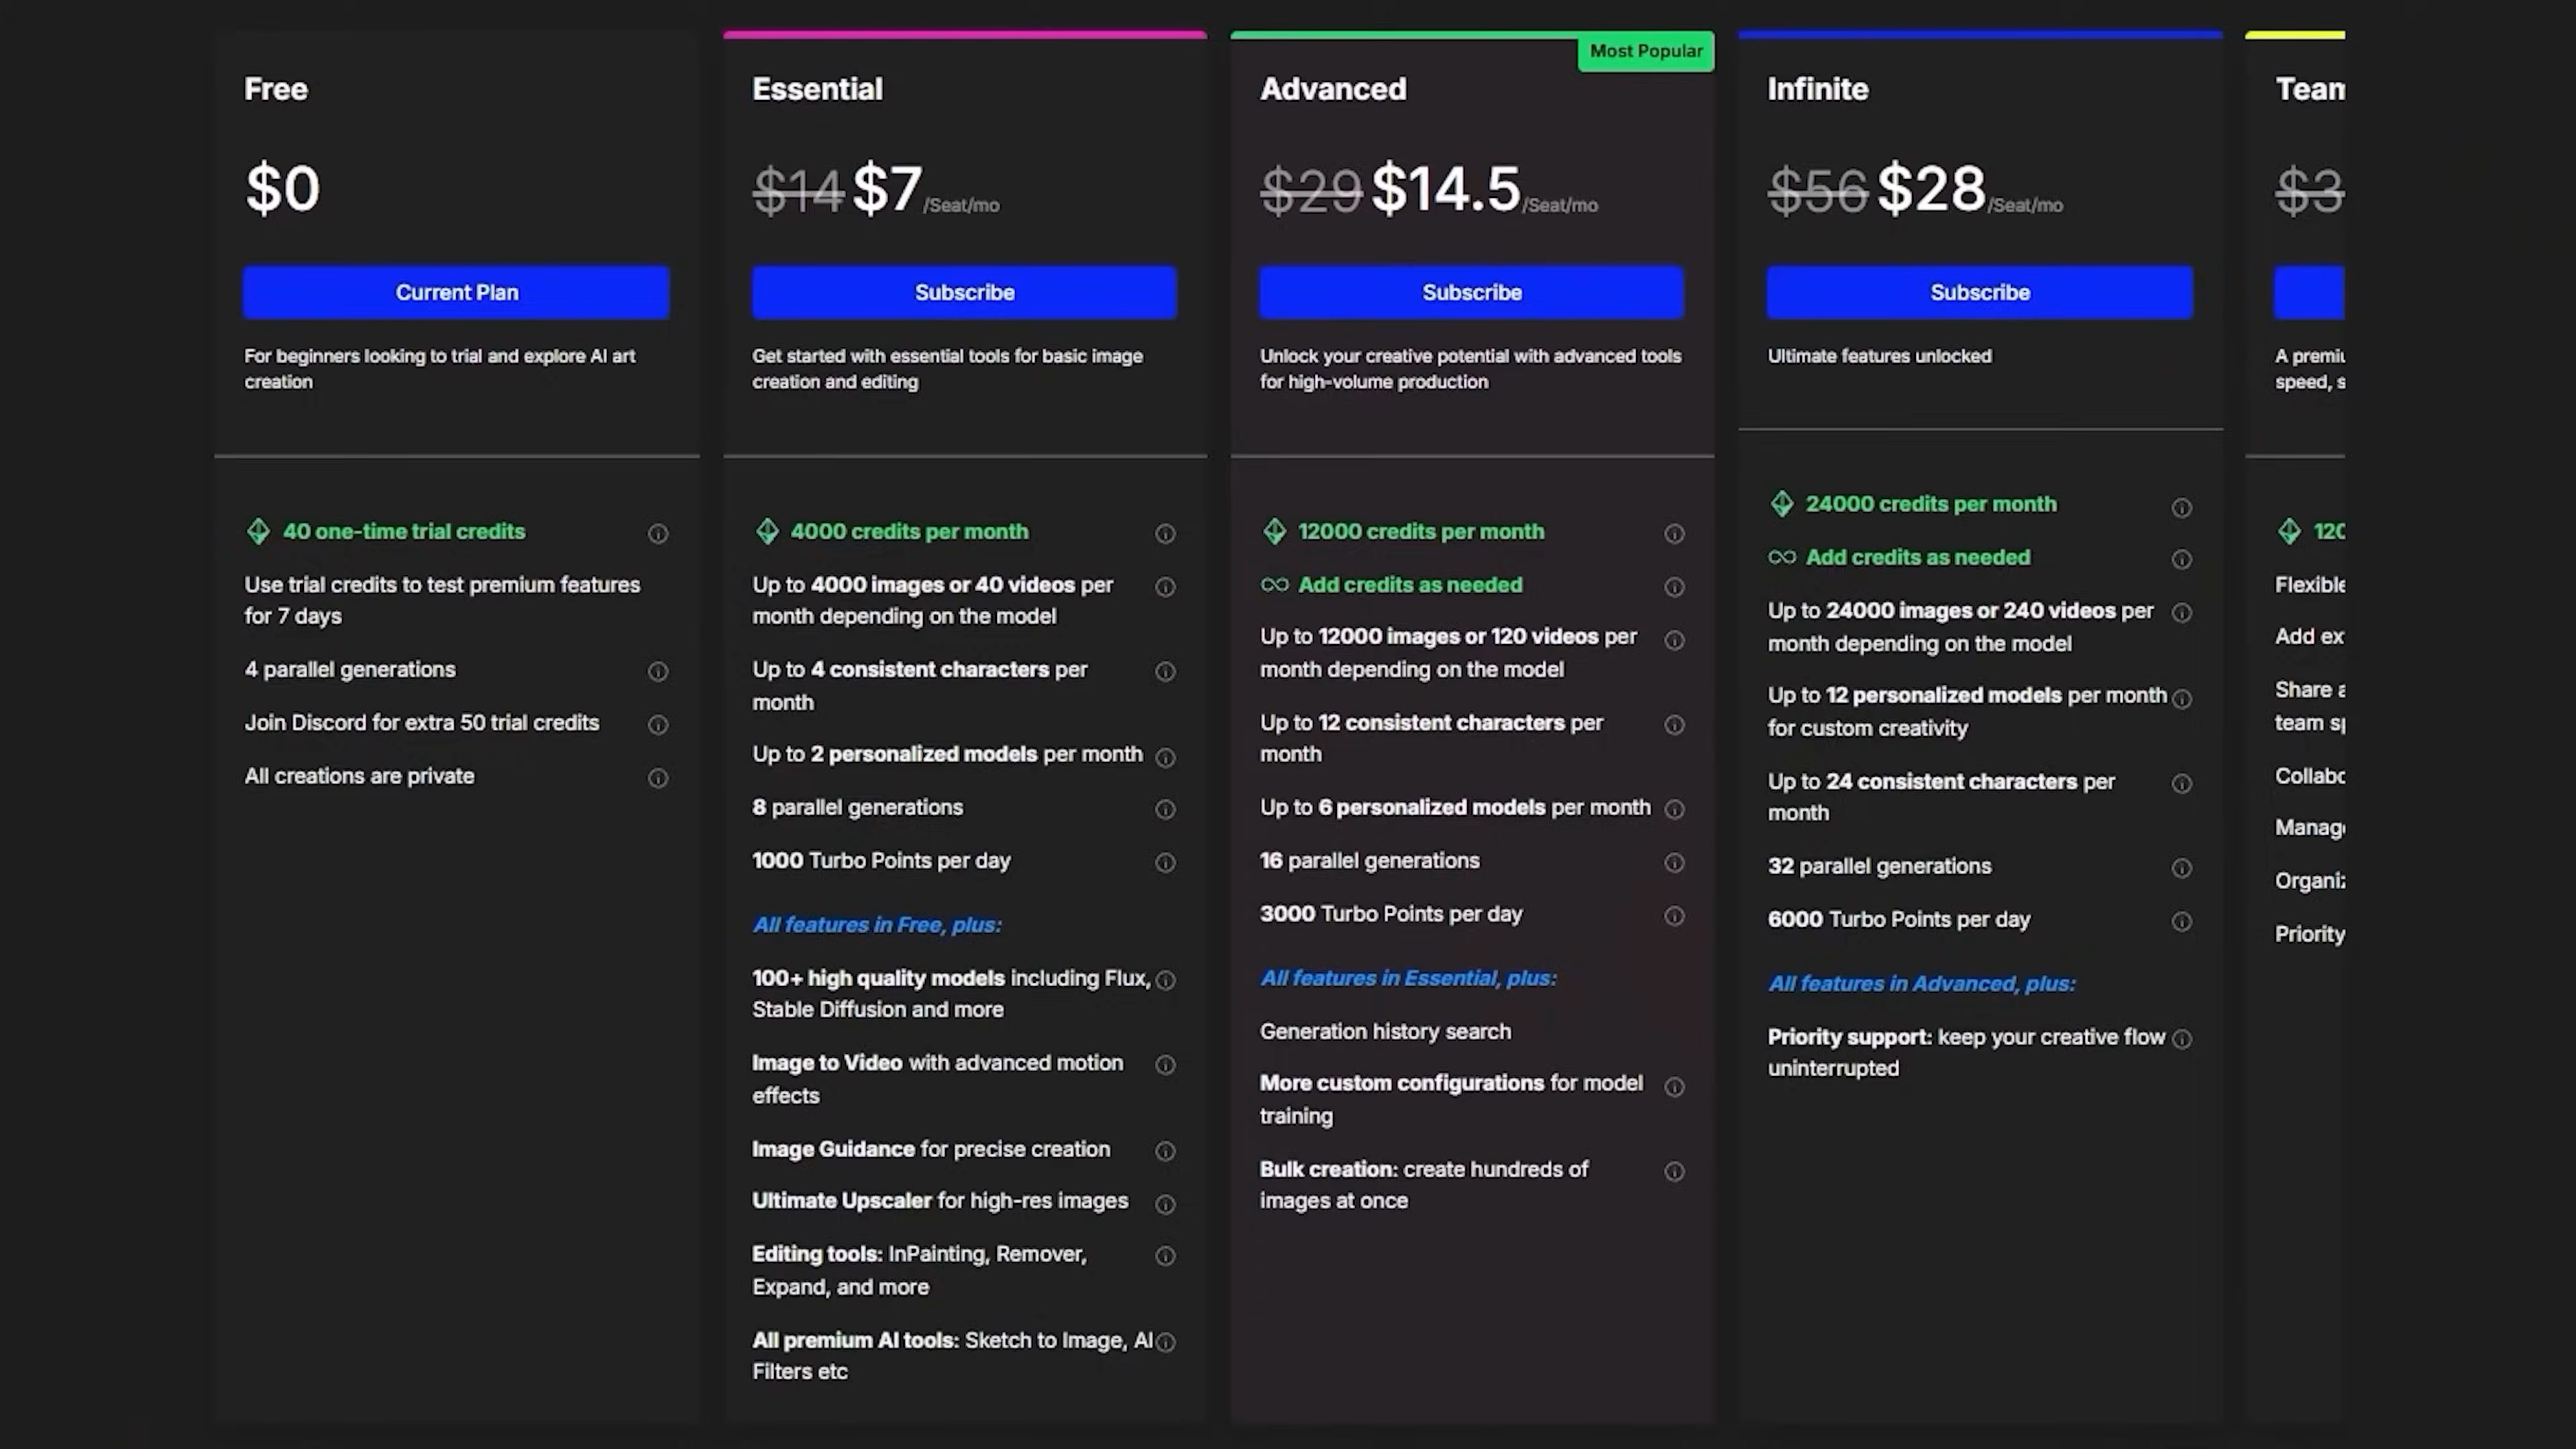 Free
$0
Current Plan
For beginners looking to trial and explore AI art
creation
40 one-time trial credits
Use trial credits to test premium features
for 7 days
4 parallel generations
Join Discord for extra 50 trial credits
All creations are private
Essential
$14 $7 /Seat/mo
Subscribe
Get started with essential tools for basic image
creation and editing
4000 credits per month
Up to 4000 images or 40 videos per
month depending on the model
Up to 4 consistent characters per
month
Up to 2 personalized models per month
8 parallel generations
1000 Turbo Points per day
All features in Free, plus:
100+ high quality models including Flux,
Stable Diffusion and more
Image to Video with advanced motion
effects
Image Guidance for precise creation
Ultimate Upscaler for high-res images
Editing tools: InPainting, Remover,
Expand, and more
All premium AI tools: Sketch to Image, AI
Filters etc
Most Popular
Advanced
$29 $14.5 /Seat/mo
Subscribe
Unlock your creative potential with advanced tools
for high-volume production
12000 credits per month
Add credits as needed
Up to 12000 images or 120 videos per
month depending on the model
Up to 12 consistent characters per
month
Up to 6 personalized models per month
16 parallel generations
3000 Turbo Points per day
All features in Essential, plus:
Generation history search
More custom configurations for model
training
Bulk creation: create hundreds of
images at once
Infinite
$56 $28 /Seat/mo
Subscribe
Ultimate features unlocked
24000 credits per month
Add credits as needed
Up to 24000 images or 240 videos per
month depending on the model
Up to 12 personalized models per month
for custom creativity
Up to 24 consistent characters per
month
32 parallel generations
6000 Turbo Points per day
All features in Advanced, plus:
Priority support: keep your creative flow
uninterrupted
Team
$3
A premiu
speed, s
120
Flexible
Add ex
Share a
team sp
Collabo
Manage
Organiz
Priority